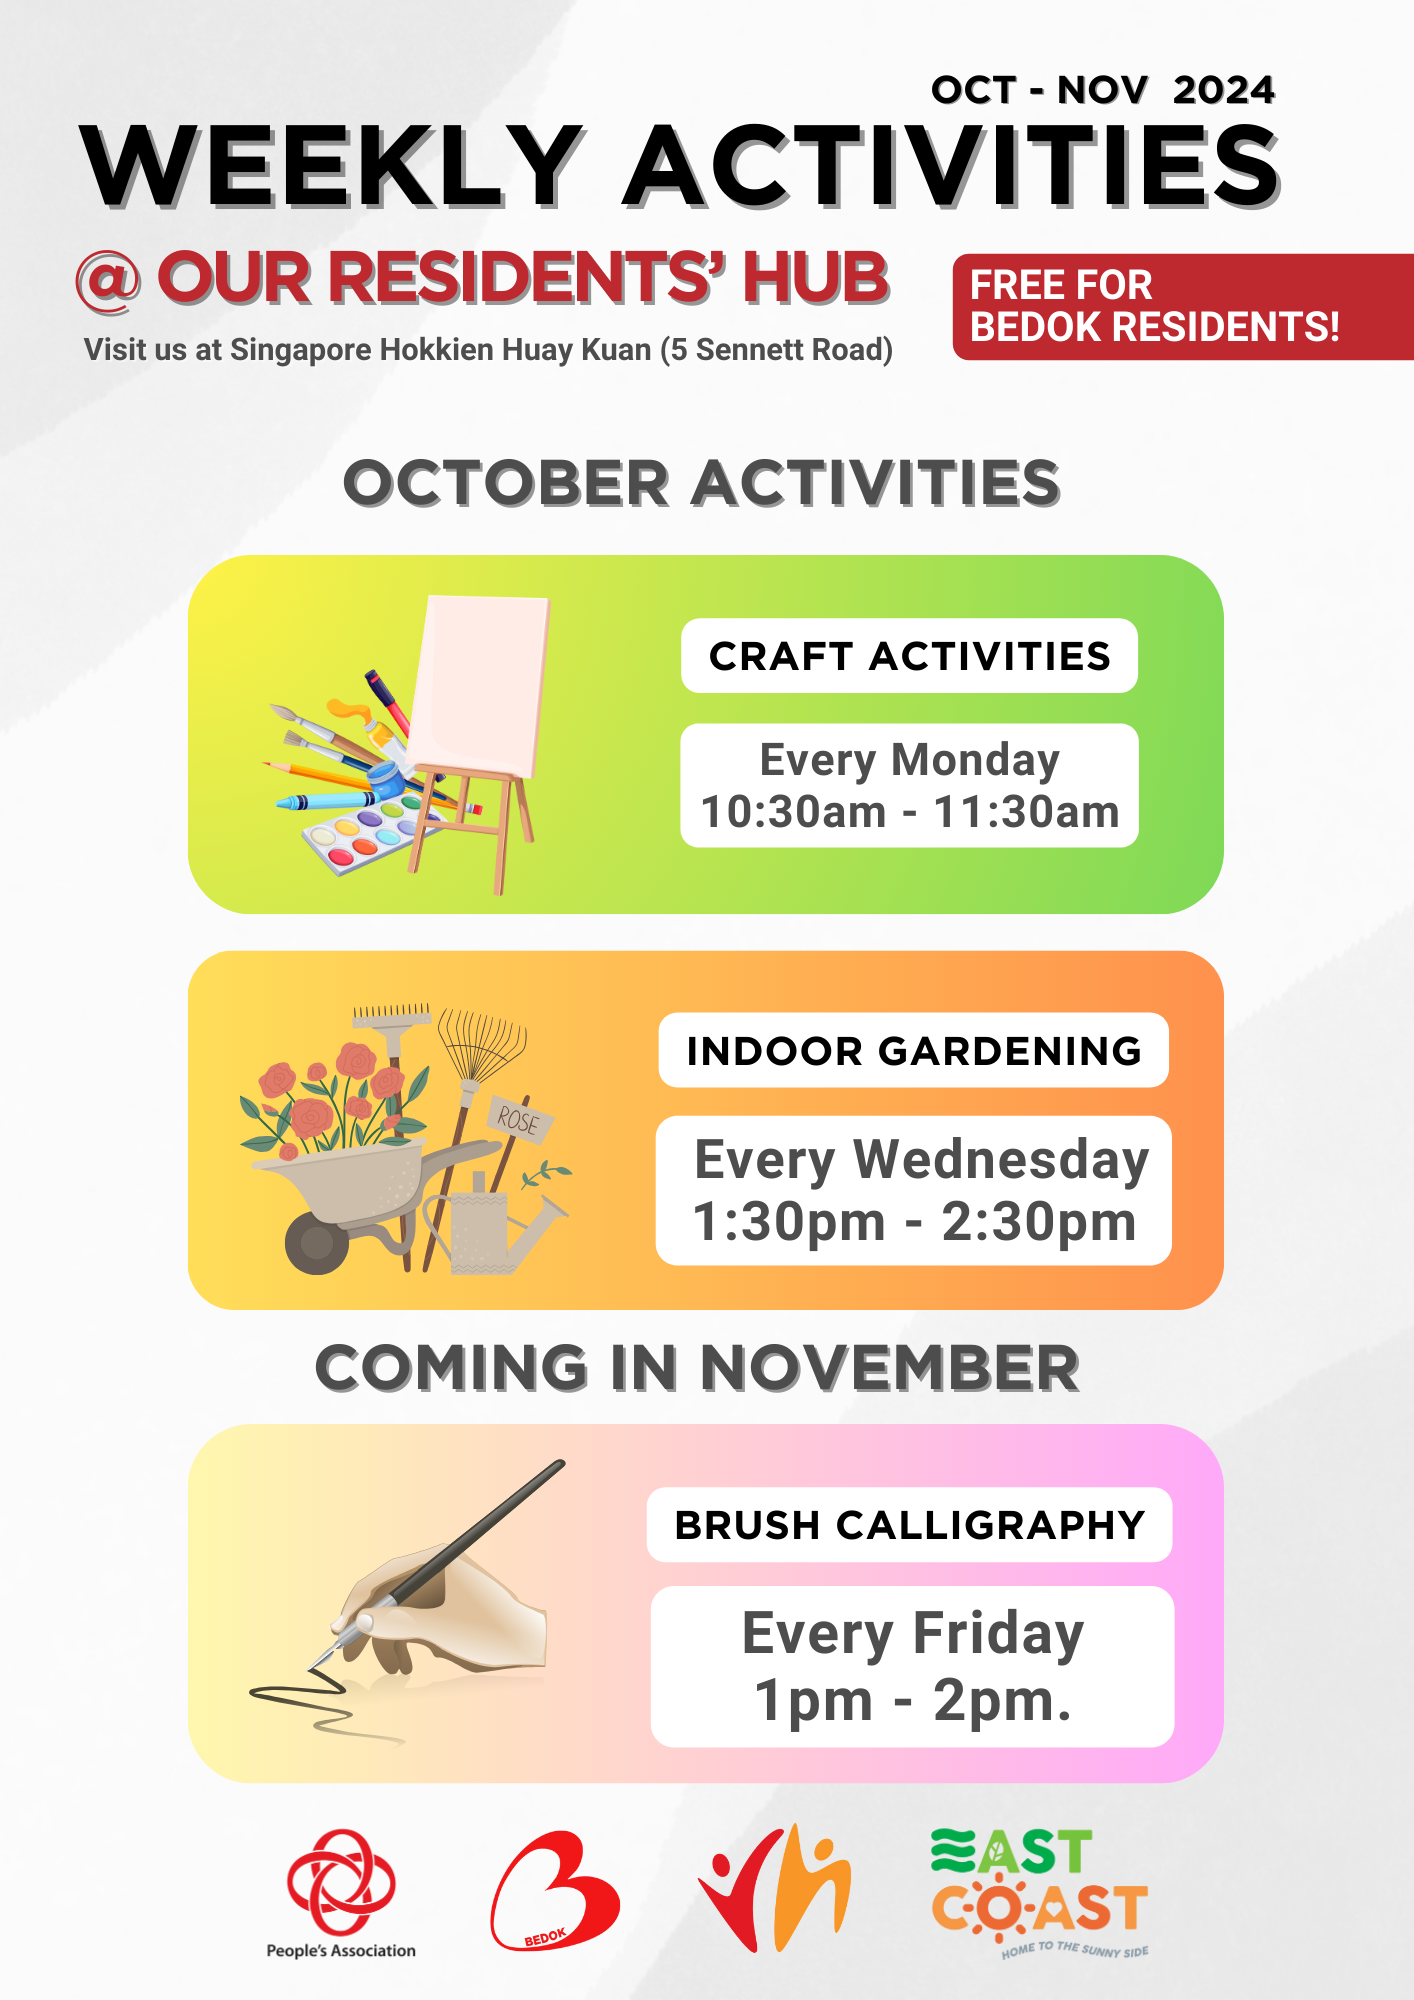 OCT - NOV 2024
WEEKLY ACTIVITIES
@ OUR RESIDENTS' HUB
Visit us at Singapore Hokkien Huay Kuan (5 Sennett Road)
FREE FOR
BEDOK RESIDENTS!
OCTOBER ACTIVITIES
CRAFT ACTIVITIES
Every Monday
10:30am - 11:30am
INDOOR GARDENING
ROSE
Every Wednesday
1:30pm - 2:30pm
COMING IN NOVEMBER
BRUSH CALLIGRAPHY
Every Friday
1pm - 2pm.
People's Association
BEDOK
EAST
COAST
HOME TO THE SUNNY SIDE